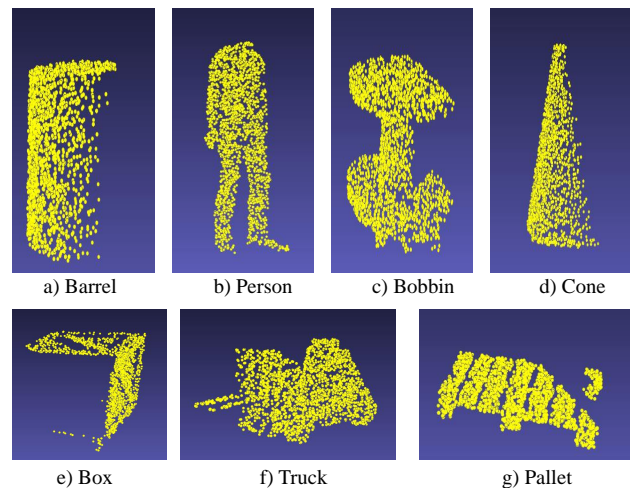 a) Barrel
b) Person
c) Bobbin
d) Cone
e) Box
f) Truck
g) Pallet